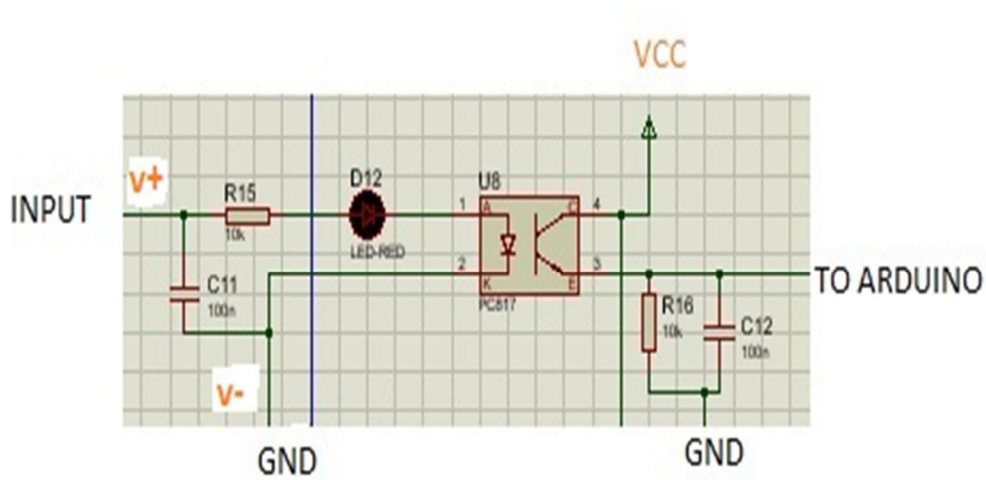 VCC
v+
INPUT
R15
10k
D12
LED-RED
U8
1
A
C
4
2
K
E
3
PC817
C11
100n
TO ARDUINO
R16
10k
C12
100n
v-
GND
GND